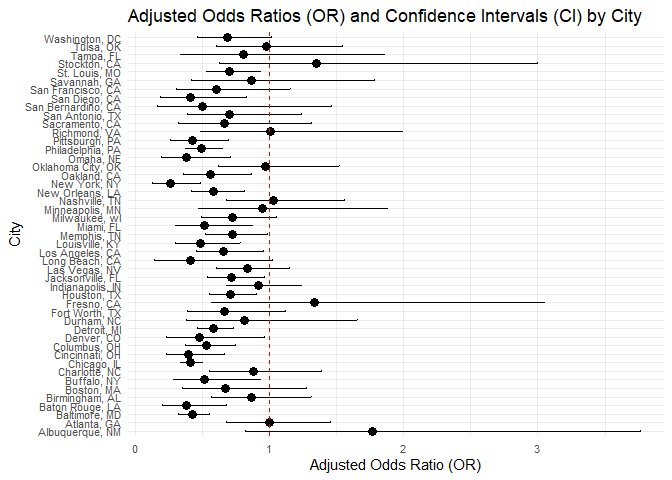 Adjusted Odds Ratios (OR) and Confidence Intervals (CI) by City
Washington, DC
Tulsa, OK
Tampa, FL
Stockton, CA
St. Louis, MO
Savannah, GA
San Francisco, CA
San Diego, CA
San Bernardino, CA
San Antonio, TX
Sacramento, CA
Richmond, VA
Pittsburgh, PA
Philadelphia, PA
Omaha, NE
Oklahoma City, OK
Oakland, CA
New York, NY
New Orleans, LA
Nashville, TN
Minneapolis, MN
Milwaukee, wI
Miami, FL
Memphis, TN
Louisville, KY
Los Angeles, CA
Long Beach, CA
Las Vegas, NV
Jacksonville, FL
Indianapolis, IN
Houston, TX
Fresno, CA
Fort Worth, TX
Durham, NC
Detroit, MI
Denver, CO
Columbus, OH
Cincinnati, OH
Chicago, IL
Charlotte, NC
Buffalo, NY
Boston, MA
Birmingham, AL
Baton Rouge, LA
Baltimore, MD
Atlanta, GA
Albuquerque, NM
City
0 1 2 3
Adjusted Odds Ratio (OR)